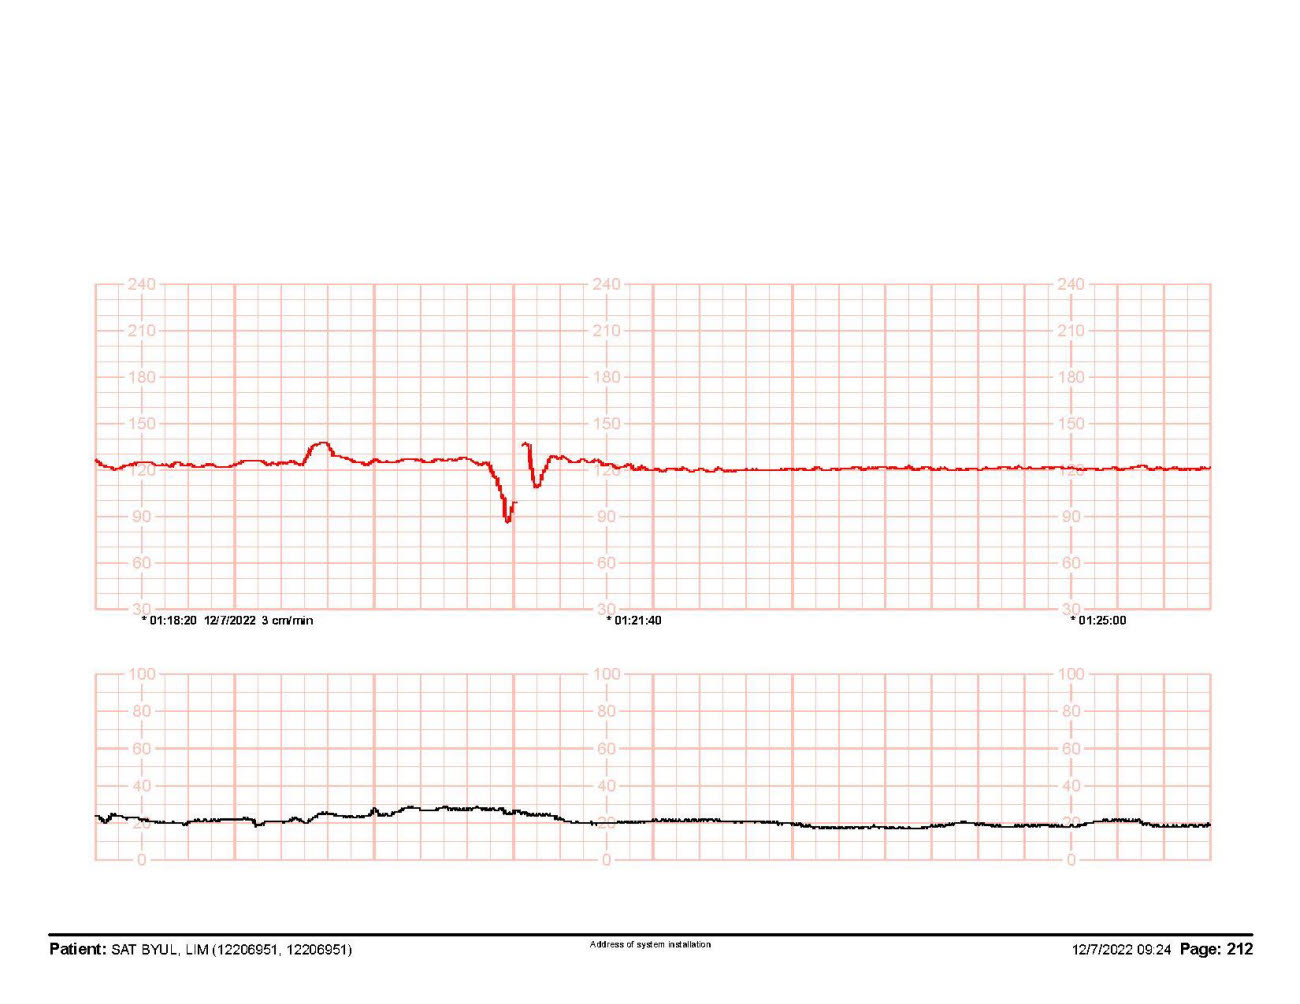 240 240 240
210 210 210
180 180 180
150 150 150
120 120 120
90 90 90
60 60 60
30 30 30
* 01:18:20 12/7/2022 3 cm/min * 01:21:40 * 01:25:00
100 100 100
80 80 80
60 60 60
40 40 40
20 20 20
0 0 0
Patient: SAT BYUL, LIM (12206951, 12206951) Address of system installation 12/7/2022 09:24 Page: 212